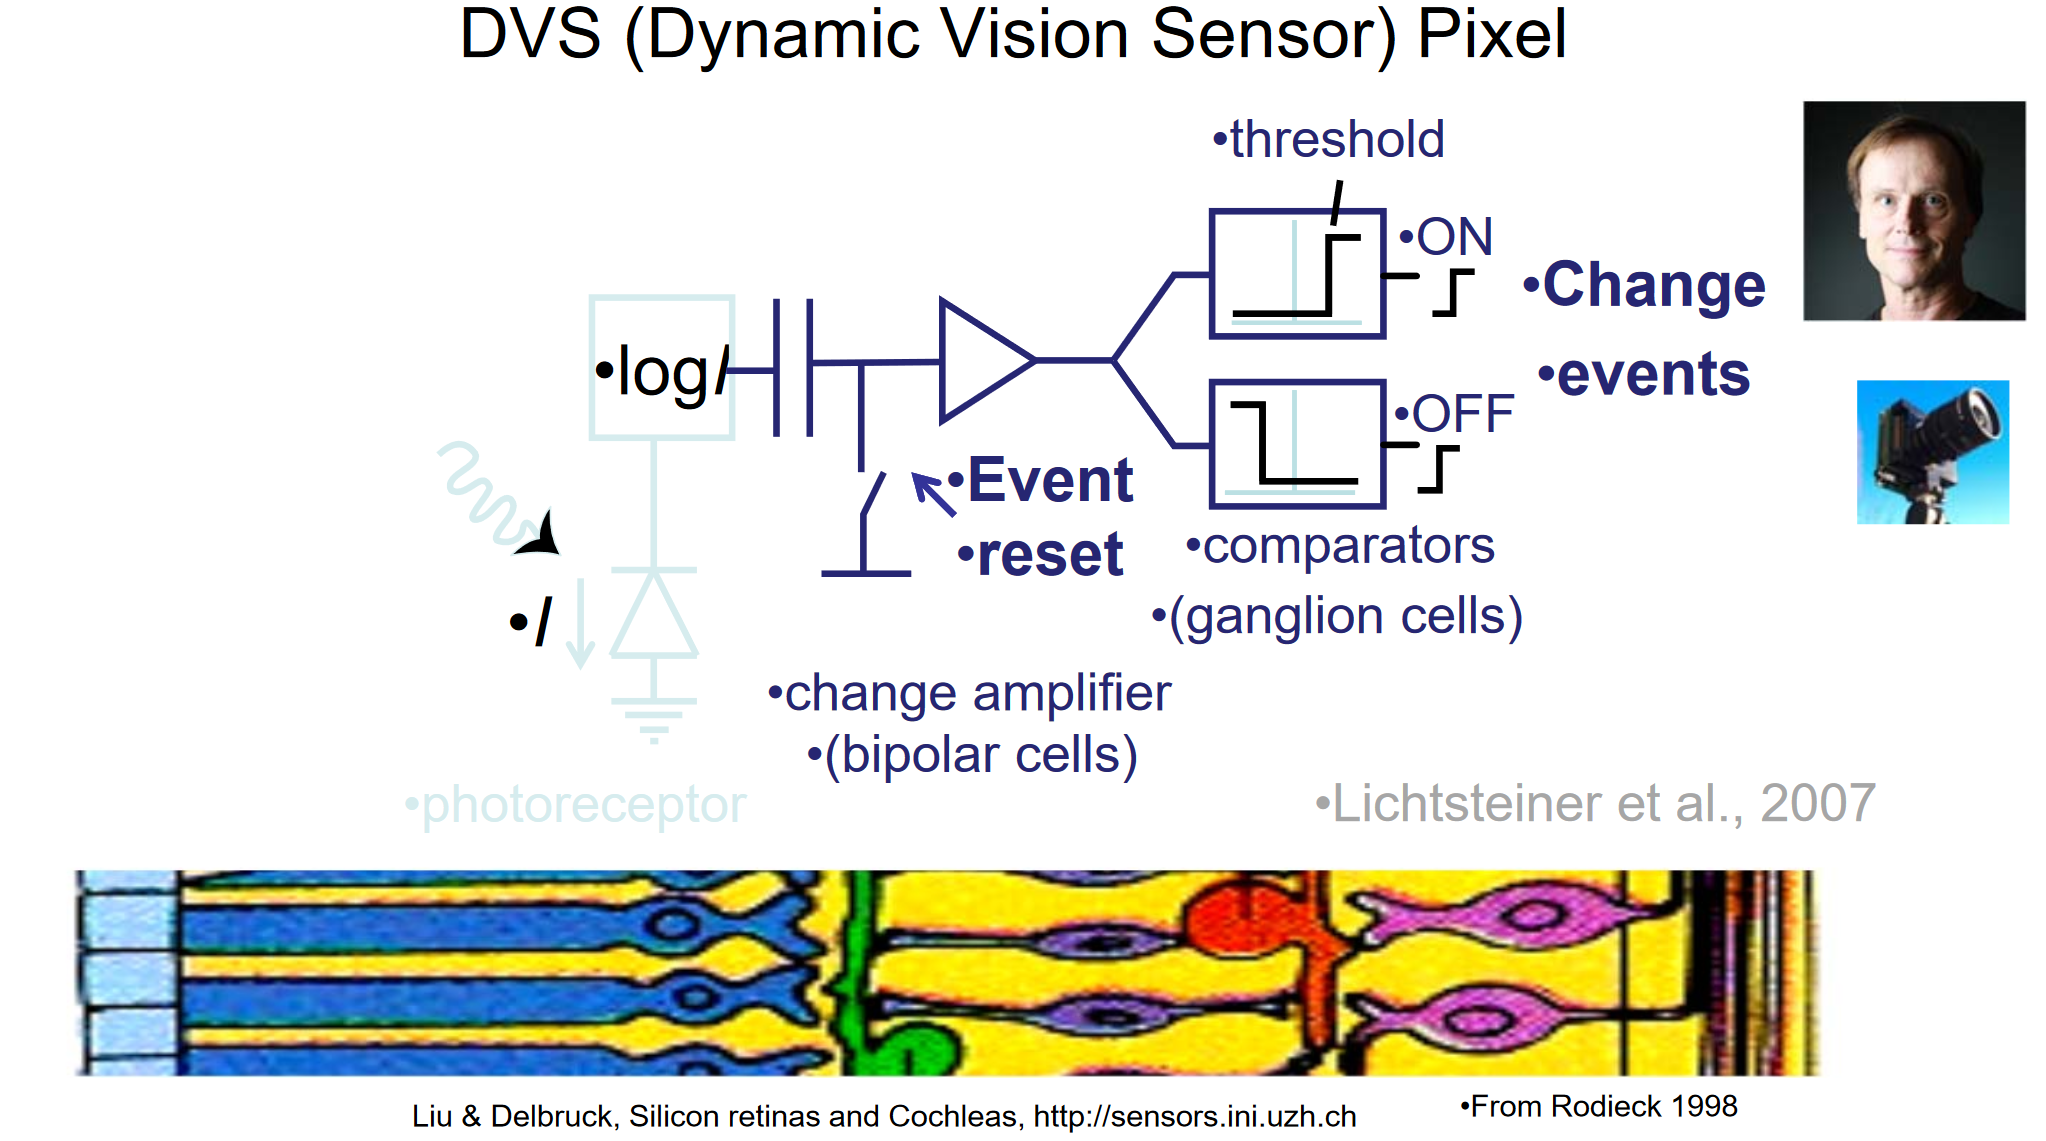 DVS (Dynamic Vision Sensor) Pixel
•threshold
•ON
•Change
•events
•logI
•OFF
•Event
•reset
•comparators
•(ganglion cells)
•I
•change amplifier
•(bipolar cells)
•photoreceptor
•Lichtsteiner et al., 2007
Liu & Delbruck, Silicon retinas and Cochleas, http://sensors.ini.uzh.ch
•From Rodieck 1998